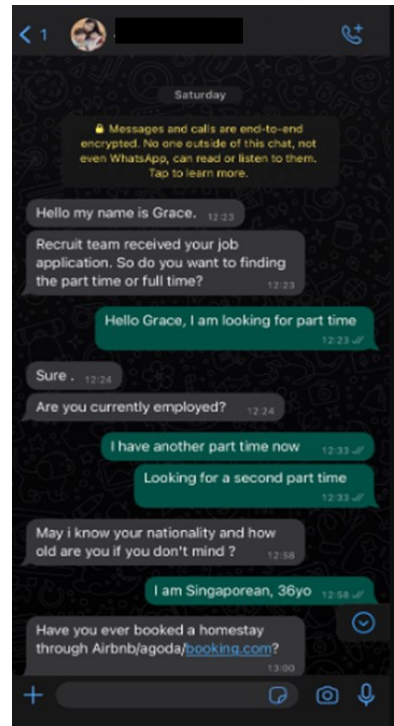 1
Saturday
Messages and calls are end-to-end
encrypted. No one outside of this chat, not
even WhatsApp, can read or listen to them.
Tap to learn more.
Hello my name is Grace. 12:23
Recruit team received your job
application. So do you want to finding
the part time or full time?
12:23
Hello Grace, I am looking for part time
12:23
Sure . 12:24
Are you currently employed? 12:24
I have another part time now 12:33
Looking for a second part time
12:33
May i know your nationality and how
old are you if you don't mind ? 12:58
I am Singaporean, 36yo 12:58
Have you ever booked a homestay
through Airbnb/agoda/booking.com?
13:00